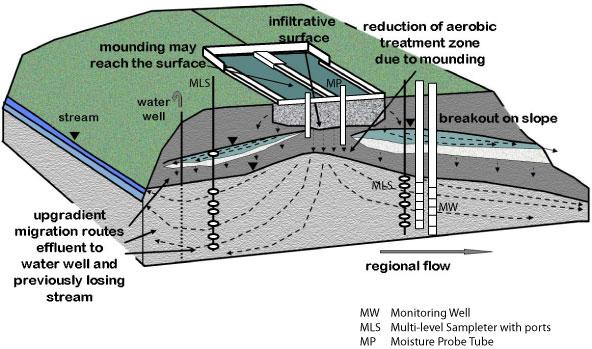 infiltrative
surface
reduction of aerobic
treatment zone
due to mounding
mounding may
reach the surface
MLS
MP
water
well
stream
breakout on slope
MLS
MW
upgradient
migration routes
effluent to
water well and
previously losing
stream
regional flow
MW Monitoring Well
MLS Multi-level Sampleter with ports
MP Moisture Probe Tube